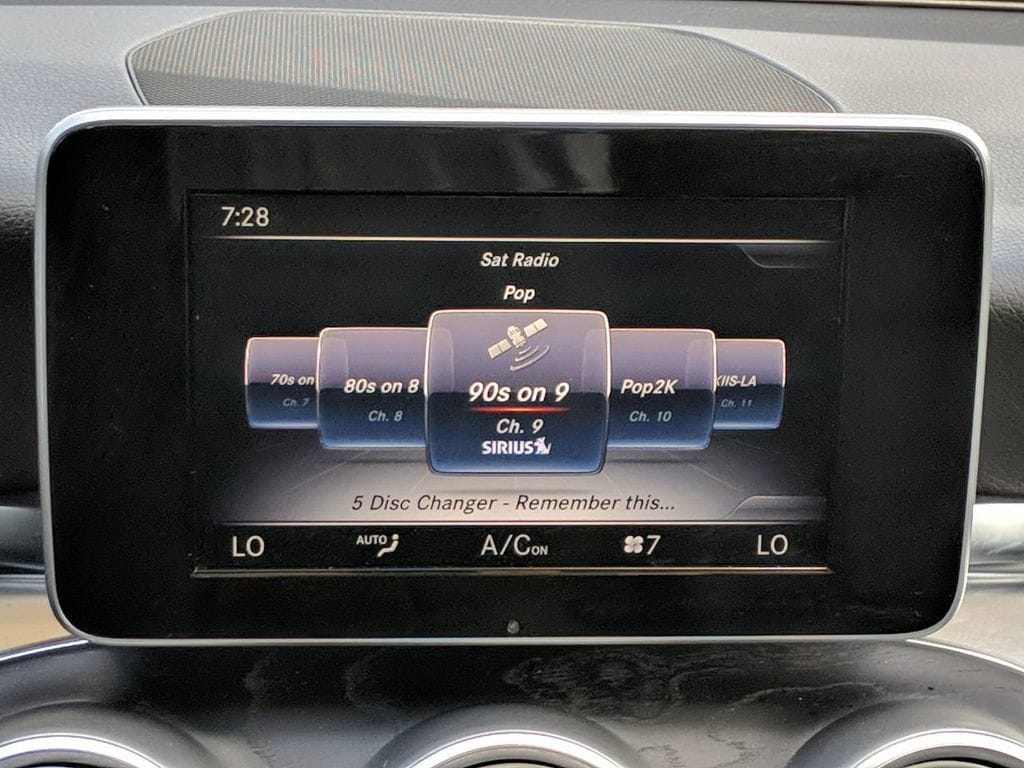 7:28
Sat Radio
Pop
70s on
Ch. 7
80s on 8
Ch. 8
90s on 9
Ch. 9
SIRIUS
Pop2K
Ch. 10
KIIS-LA
Ch. 11
5 Disc Changer - Remember this...
LO AUTO A/C ON 7 LO